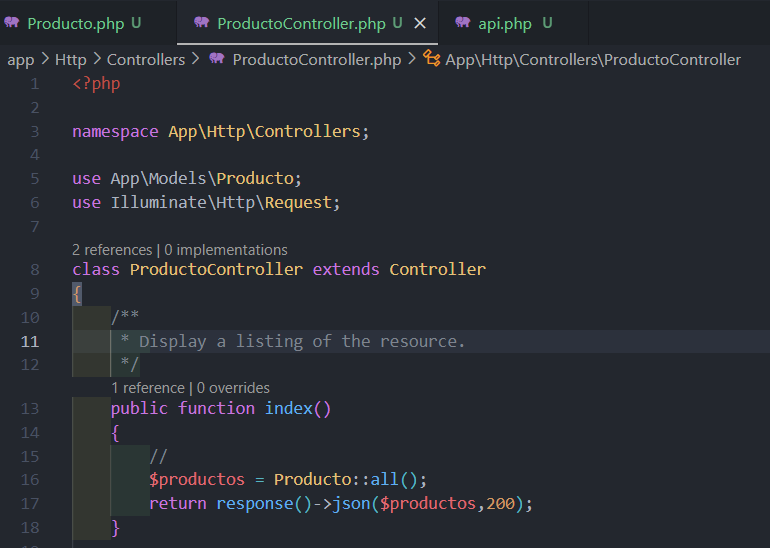 Producto.php U ProductoController.php U × api.php U
app > Http > Controllers > ProductoController.php > App\Http\Controllers\ProductoController
1 <?php
2
3 namespace App\Http\Controllers;
4
5 use App\Models\Producto;
6 use Illuminate\Http\Request;
7
2 references | 0 implementations
8 class ProductoController extends Controller
9 {
10 /**
11 * Display a listing of the resource.
12 */
1 reference | 0 overrides
13 public function index()
14 {
15 //
16 $productos = Producto::all();
17 return response()->json($productos,200);
18 }